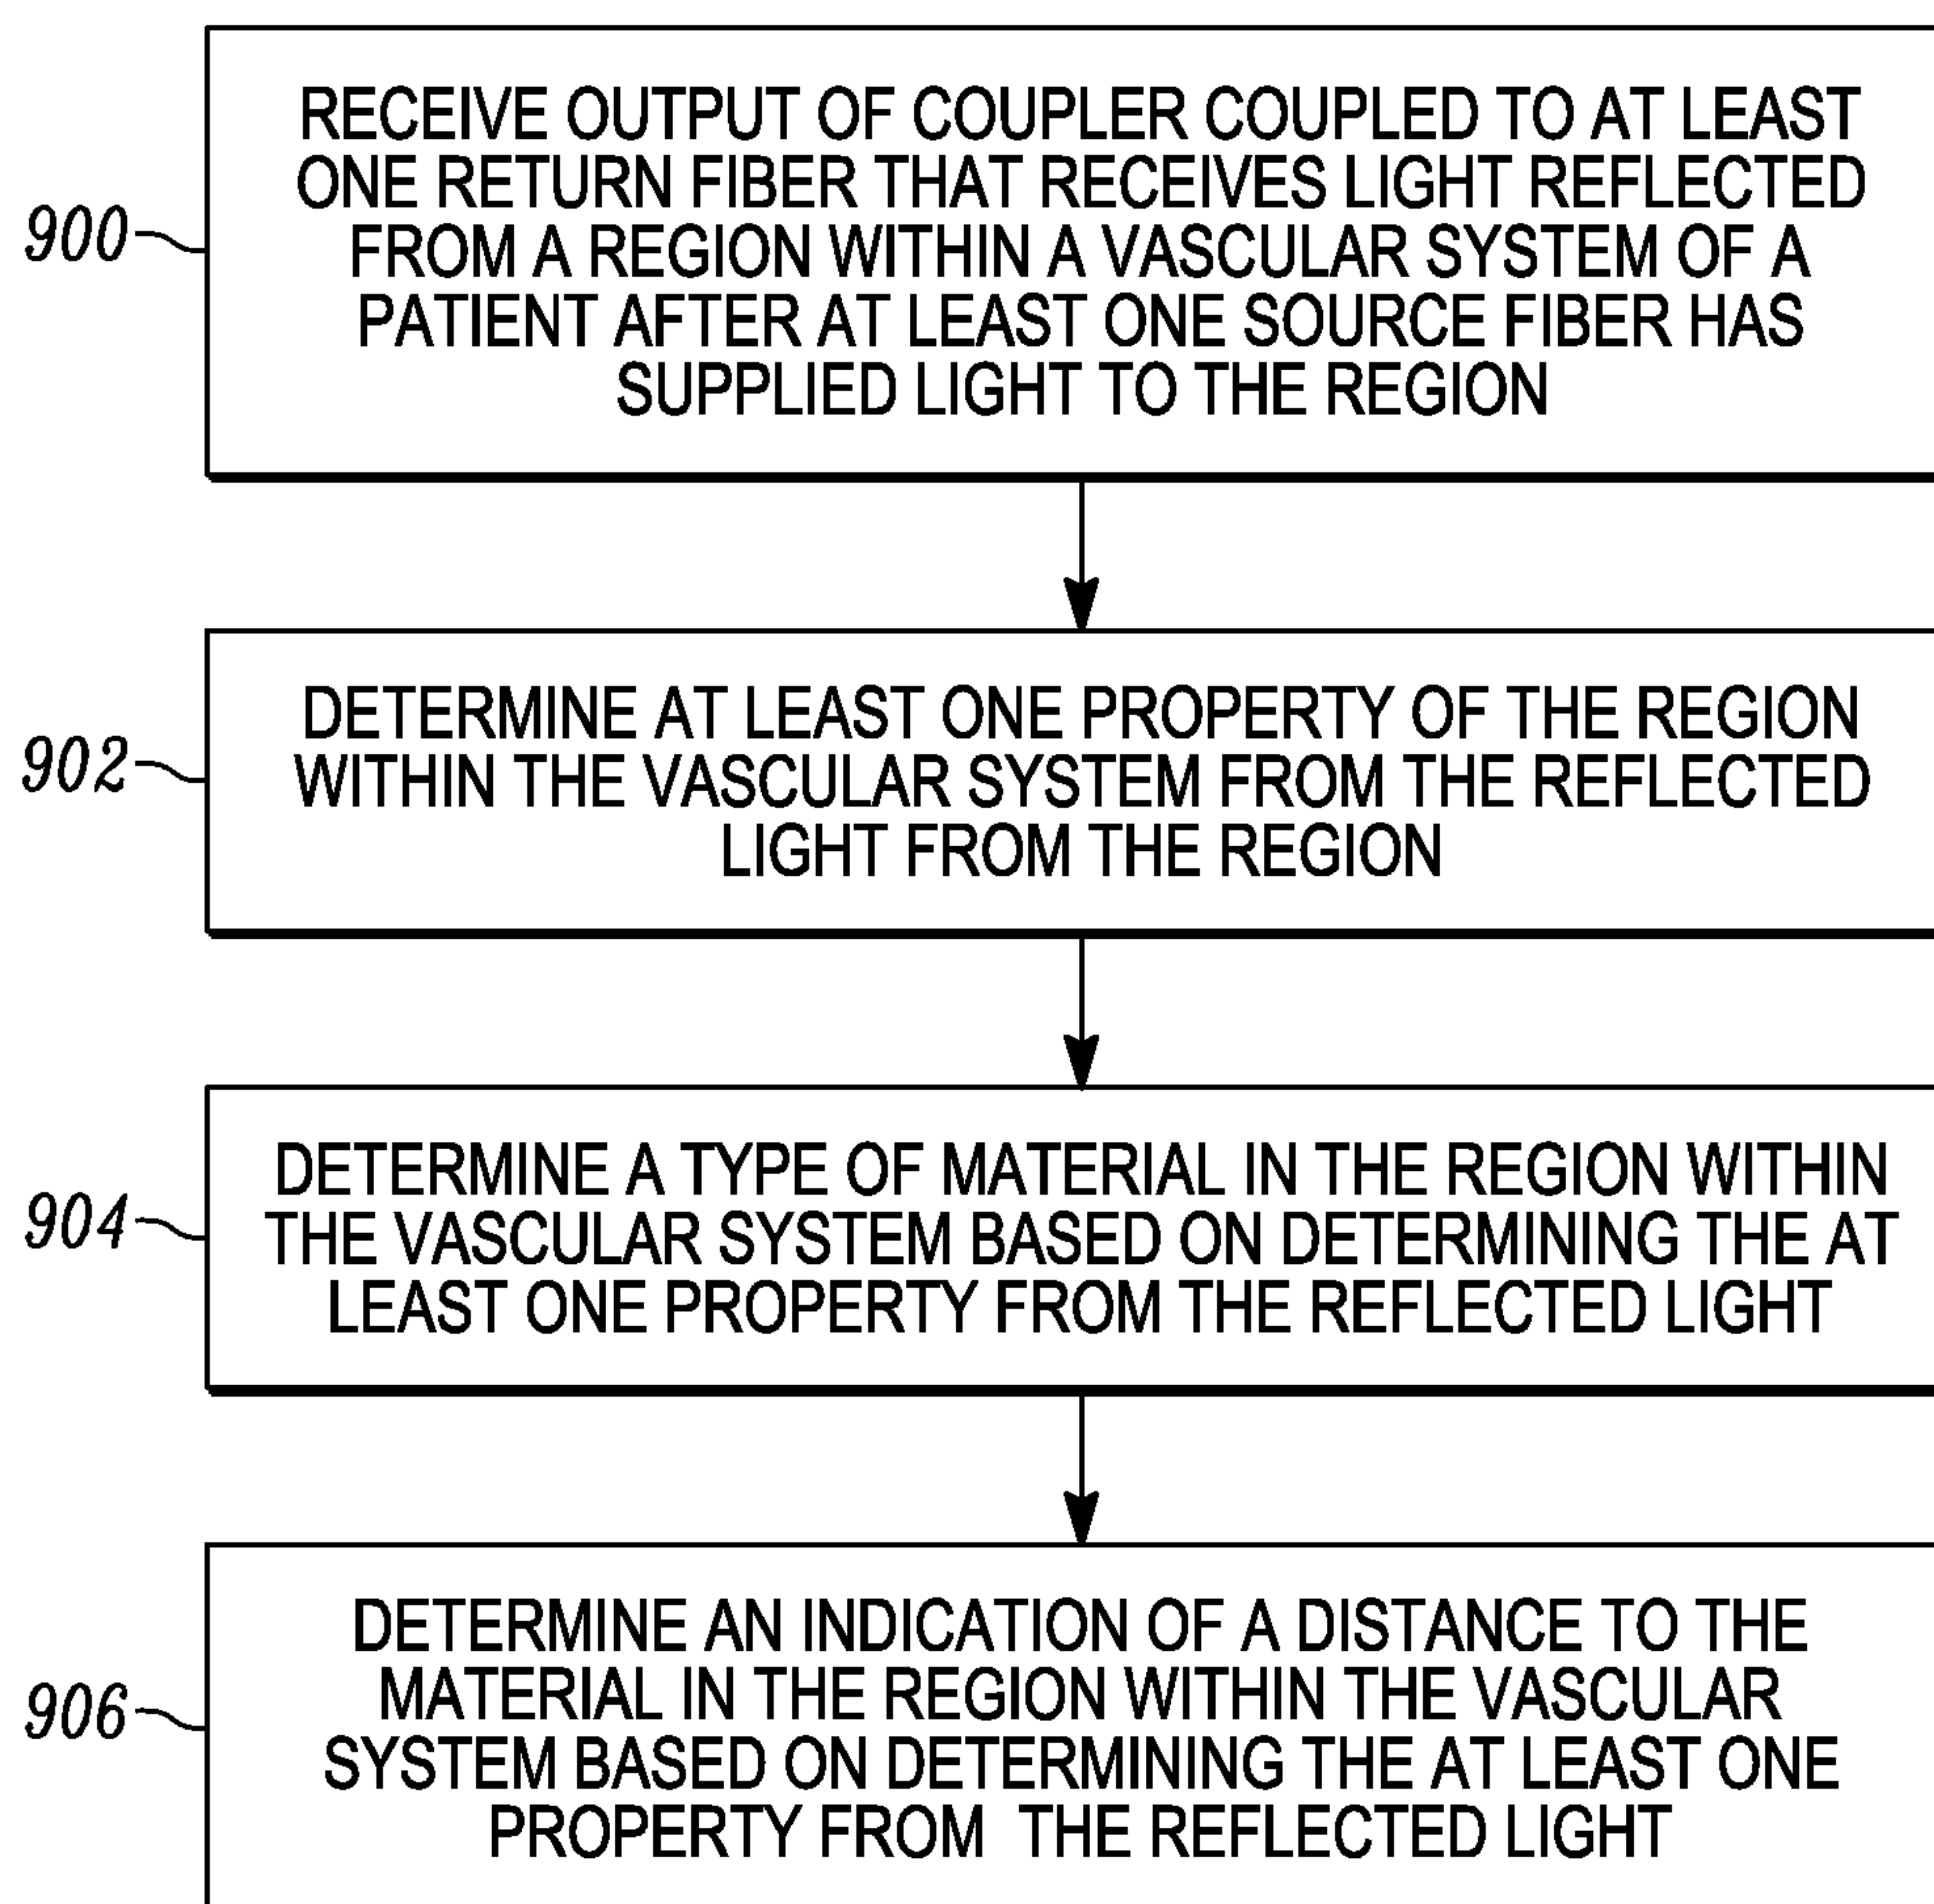 RECEIVE OUTPUT OF COUPLER COUPLED TO AT LEAST
ONE RETURN FIBER THAT RECEIVES LIGHT REFLECTED
900 FROM A REGION WITHIN A VASCULAR SYSTEM OF A
PATIENT AFTER AT LEAST ONE SOURCE FIBER HAS
SUPPLIED LIGHT TO THE REGION
DETERMINE AT LEAST ONE PROPERTY OF THE REGION
902 WITHIN THE VASCULAR SYSTEM FROM THE REFLECTED
LIGHT FROM THE REGION
DETERMINE A TYPE OF MATERIAL IN THE REGION WITHIN
904 THE VASCULAR SYSTEM BASED ON DETERMINING THE AT
LEAST ONE PROPERTY FROM THE REFLECTED LIGHT
DETERMINE AN INDICATION OF A DISTANCE TO THE
906 MATERIAL IN THE REGION WITHIN THE VASCULAR
SYSTEM BASED ON DETERMINING THE AT LEAST ONE
PROPERTY FROM THE REFLECTED LIGHT